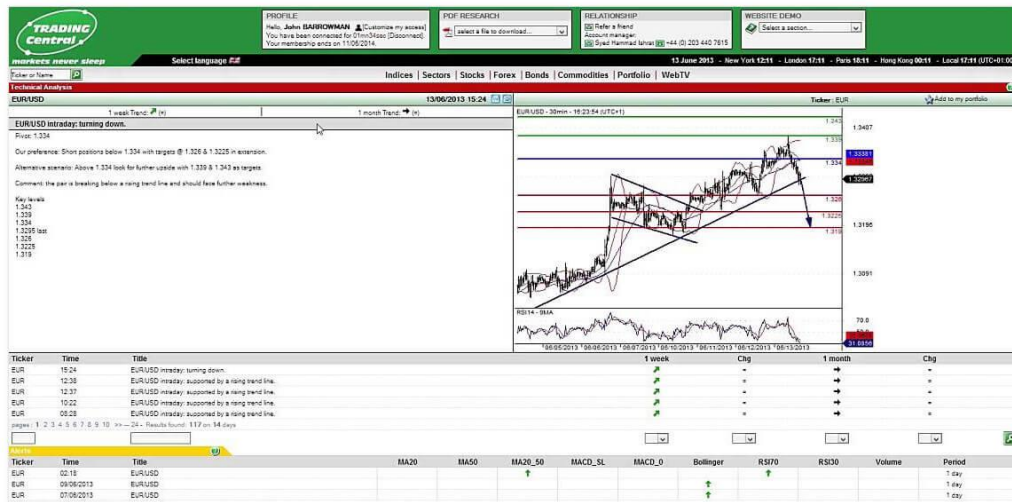 TRADING
Central
markets never sleep
PROFILE
Hello, John BARROWMAN [Customize my access]
You have been connected for 01mn34sec [Disconnect].
Your membership ends on 11/05/2014.
PDF RESEARCH
select a file to download...
RELATIONSHIP
Refer a friend
Account manager:
Syed Hammad +44 (0) 203 440 7615
WEBSITE DEMO
Select a section...
Select language
13 June 2013 - New York 12:11 - London 17:11 - Paris 18:11 - Hong Kong 00:11 - Local 17:11 (UTC+01:00
Ticker or Name
Indices | Sectors | Stocks | Forex | Bonds | Commodities | Portfolio | WebTV
Technical Analysis
EUR/USD 13/06/2013 15:24
1 week Trend: (=) 1 month Trend: (=)
EUR/USD intraday: turning down.
Pivot: 1.334
Our preference: Short positions below 1.334 with targets @ 1.326 & 1.3225 in extension.
Alternative scenario: Above 1.334 look for further upside with 1.339 & 1.343 as targets.
Comment: the pair is breaking below a rising trend line and should face further weakness.
Key levels
1.343
1.339
1.334
1.3295 last
1.326
1.3225
1.319
Ticker: EUR Add to my portfolio
EUR/USD - 30min - 16:23:54 (UTC+1)
1.343
1.3407
1.339
1.33381
1.334
1.32967
1.326
1.3225
1.3198
1.319
1.3091
RSI14 - 9MA
70.0
31.0850
06/05/2013 06/06/2013 06/07/2013 06/10/2013 06/11/2013 06/12/2013 06/13/2013
Ticker Time Title 1 week Chg 1 month Chg
EUR 15:24 EUR/USD intraday: turning down. = =
EUR 12:38 EUR/USD intraday: supported by a rising trend line. = =
EUR 12:37 EUR/USD intraday: supported by a rising trend line. = =
EUR 10:22 EUR/USD intraday: supported by a rising trend line. = =
EUR 08:28 EUR/USD intraday: supported by a rising trend line. = =
pages: 1 2 3 4 5 6 7 8 9 10 >> — 24 - Results found: 117 on 14 days
Alerts
Ticker Time Title MA20 MA50 MA20_50 MACD_SL MACD_0 Bollinger RSI70 RSI30 Volume Period
EUR 02:18 EUR/USD 1 day
EUR 09/06/2013 EUR/USD 1 day
EUR 07/06/2013 EUR/USD 1 day